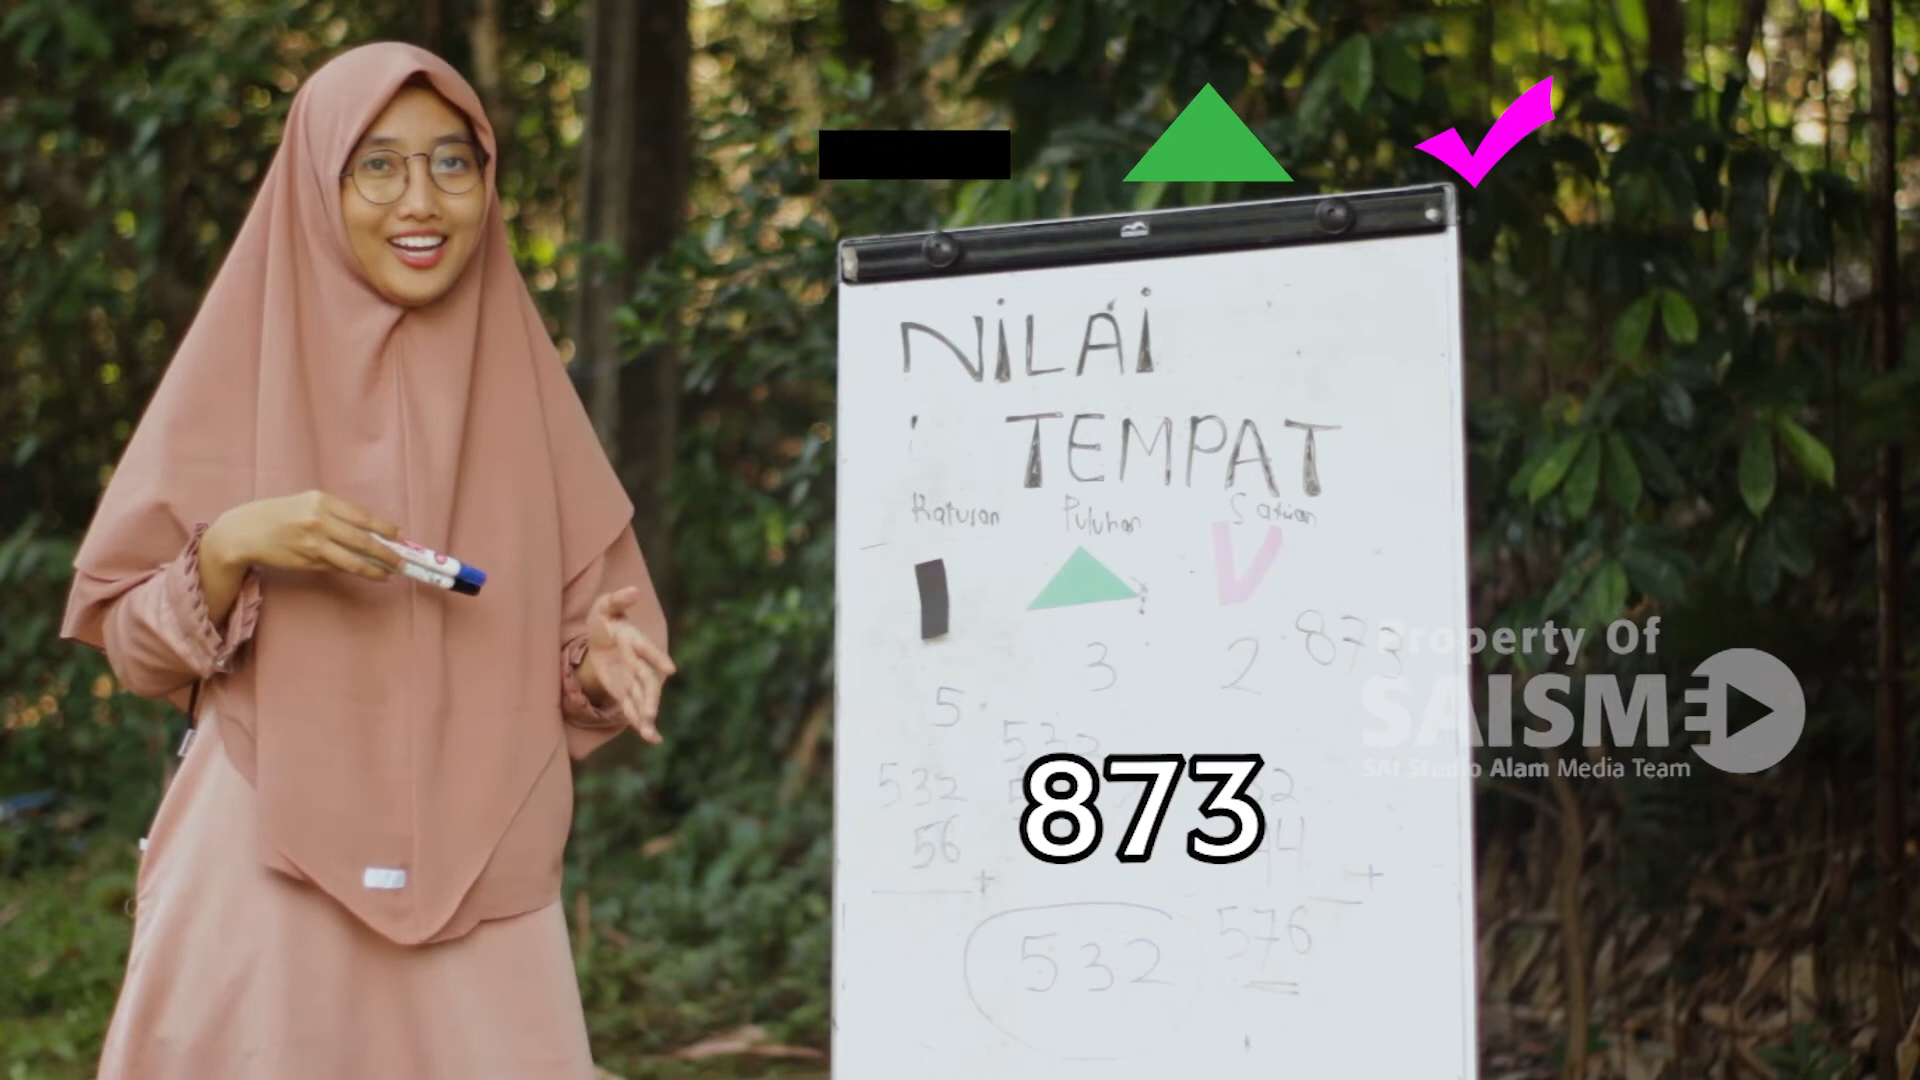 NiLAi
TEMPAT
Ratusan Puluhan Satuan
3 2 873
5
532
873
56
+
+
532
576
Property Of
SAISME
SAI Studio Alam Media Team